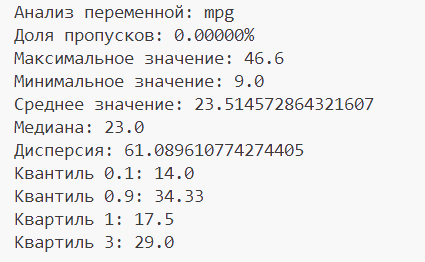 Анализ переменной: mpg
Доля пропусков: 0.00000%
Максимальное значение: 46.6
Минимальное значение: 9.0
Среднее значение: 23.514572864321607
Медиана: 23.0
Дисперсия: 61.089610774274405
Квантиль 0.1: 14.0
Квантиль 0.9: 34.33
Квартиль 1: 17.5
Квартиль 3: 29.0